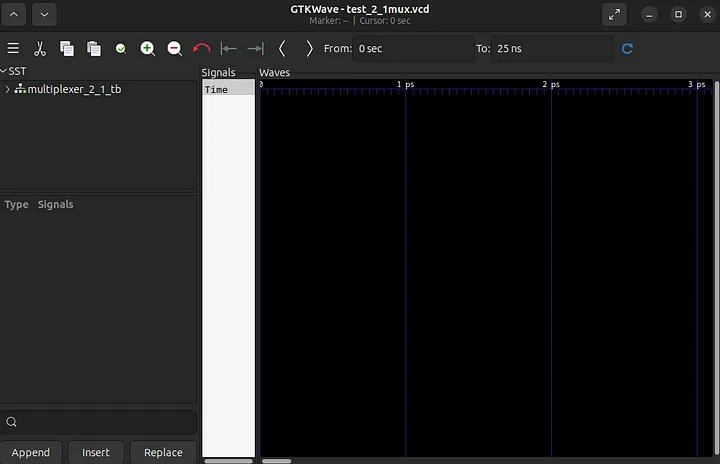 GTKWave - test_2_1mux.vcd
Marker: -- | Cursor: 0 sec
From: 0 sec To: 25 ns
SST
multiplexer_2_1_tb
Type Signals
Append Insert Replace
Signals
Time
Waves
0 1 ps 2 ps 3 ps